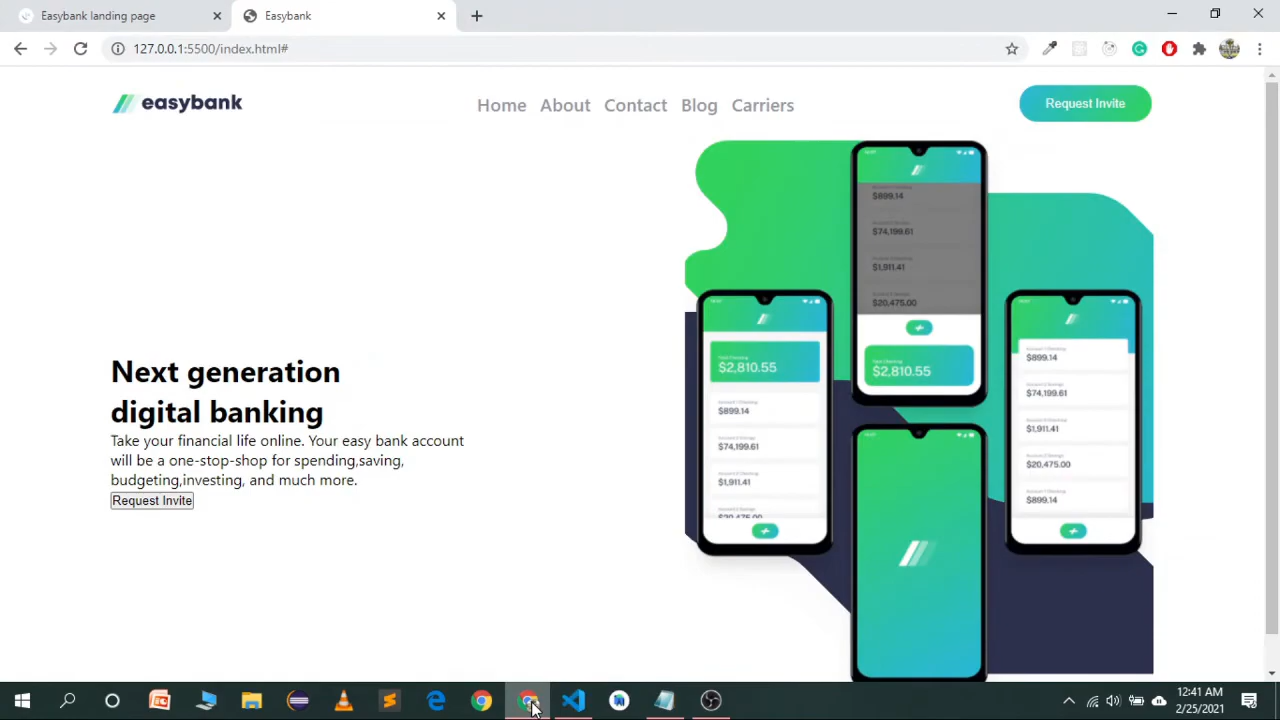 Easybank landing page
Easybank
127.0.0.1:5500/index.html#
easybank
Home About Contact Blog Carriers
Request Invite
$899.14
$74,199.61
$1,911.41
$20,475.00
$2,810.55
$2,810.55
$899.14
$74,199.61
$1,911.41
$20,475.00
$899.14
$74,199.61
$1,911.41
$20,475.00
$899.14
Next generation
digital banking
Take your financial life online. Your easy bank account
will be a one-stop-shop for spending,saving,
budgeting,investing, and much more.
Request Invite
12:41 AM
2/25/2021